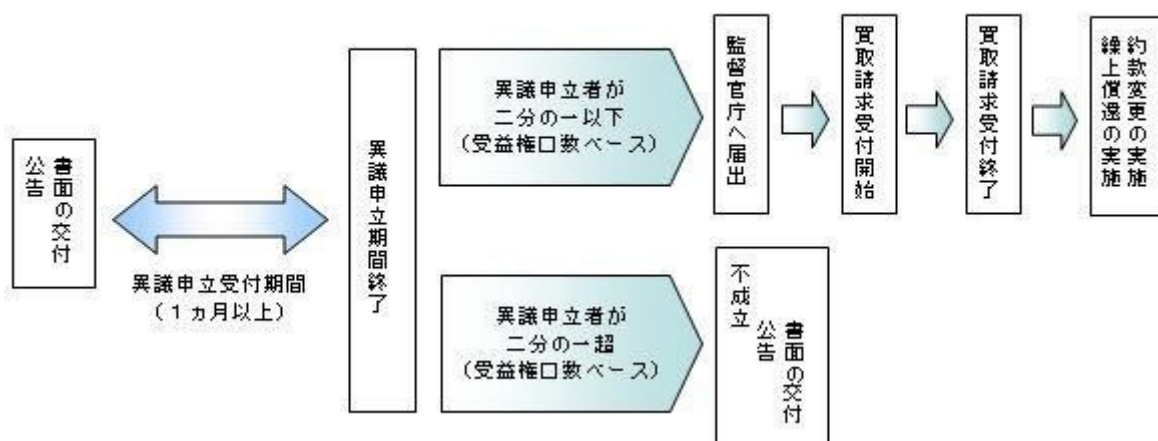 書面の交付
公告
異議申立受付期間
（１ヵ月以上）
異議申立期間終了
異議申立者が
二分の一以下
（受益権口数ベース）
監督官庁へ届出
買取請求受付開始
買取請求受付終了
約款変更の実施
繰上償還の実施
異議申立者が
二分の一超
（受益権口数ベース）
不成立
書面の交付
公告